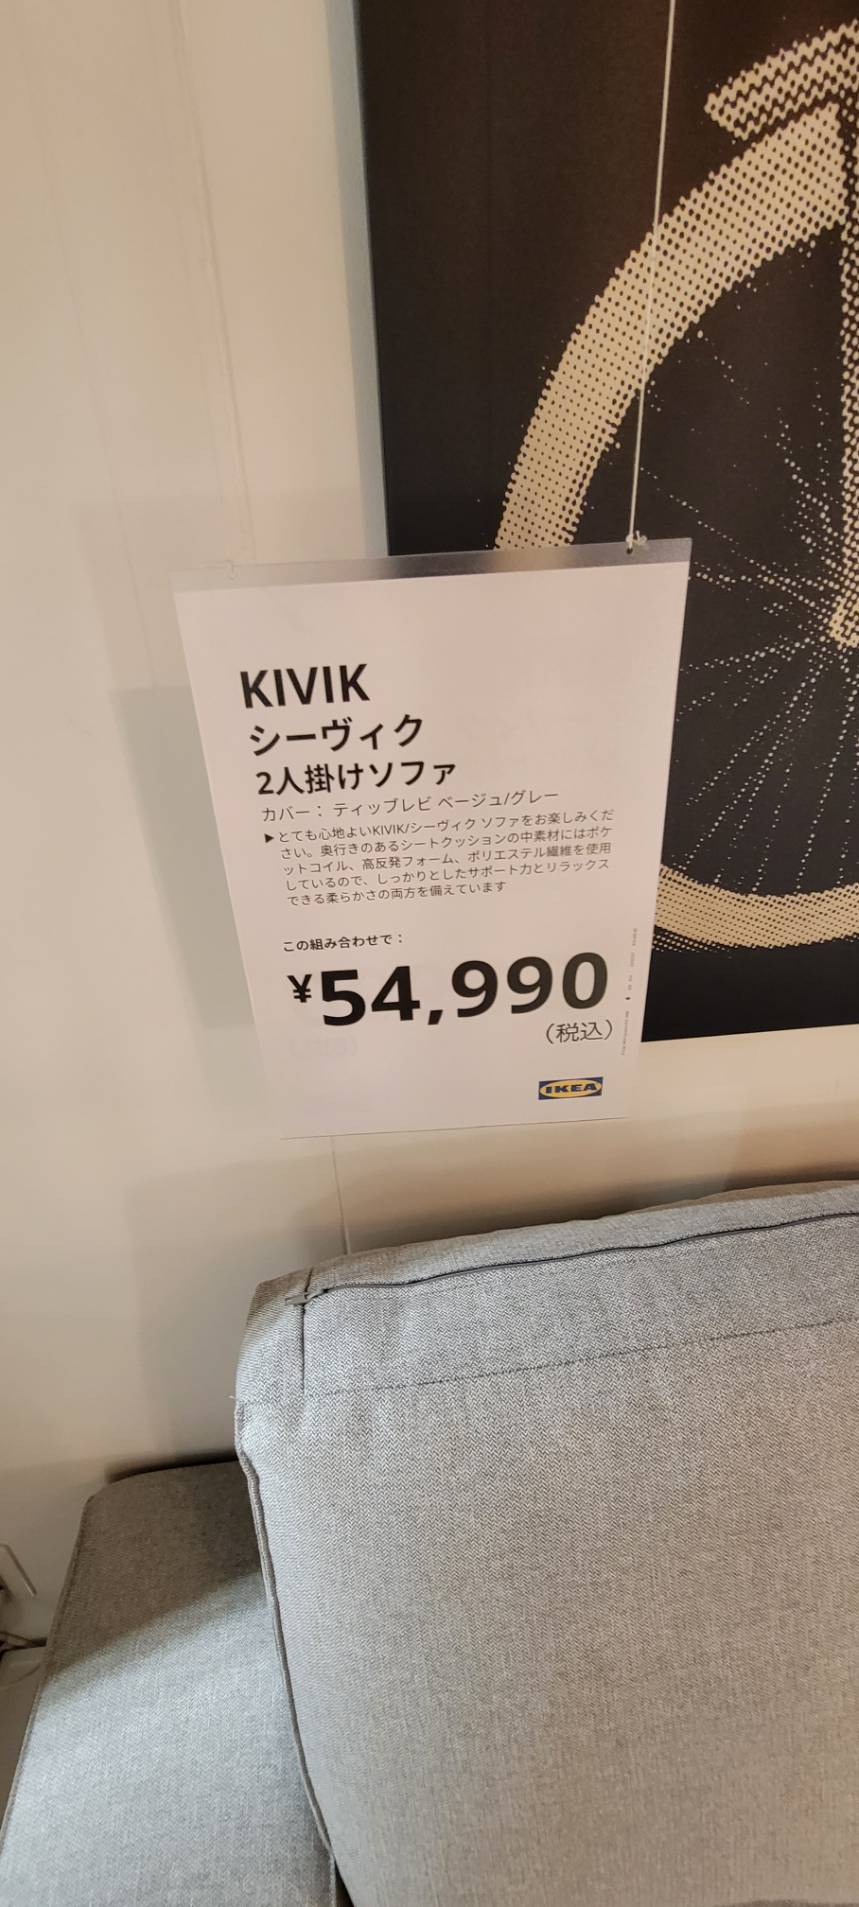 KIVIK
シーヴィク
2人掛けソファ
カバー： ティッブレビ ベージュ/グレー
▶とても心地よいKIVIK/シーヴィク ソファをお楽しみくだ
さい。奥行きのあるシートクッションの中素材にはポケ
ットコイル、高反発フォーム、ポリエステル繊維を使用
しているので、しっかりとしたサポート力とリラックス
できる柔らかさの両方を備えています
この組み合わせで：
¥54,990
（税込）
IKEA